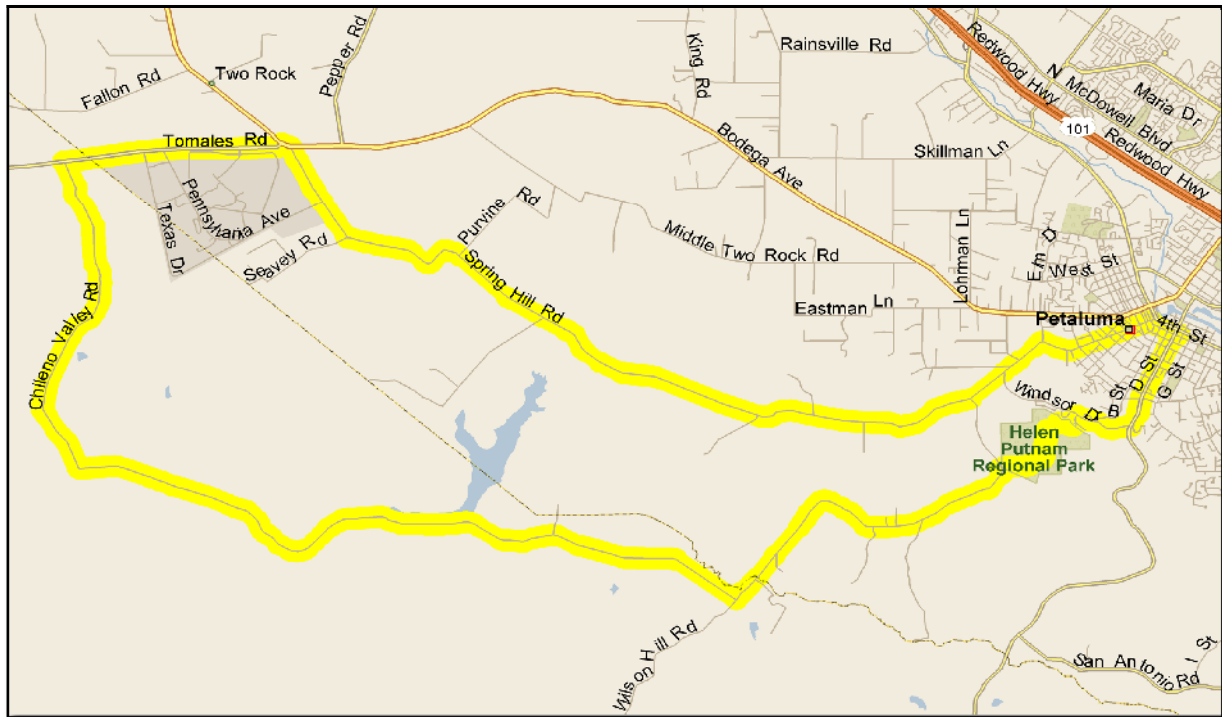 Two Rock
Fallon Rd
Pepper Rd
King Rd
Rainsville Rd
Redwood Hwy
N McDowell Blvd
Maria Dr
101
Redwood Hwy
Tomales Rd
Bodega Ave
Skillman Ln
Pennsylvania Ave
Texas Dr
Seavey Rd
Purvine Rd
Spring Hill Rd
Middle Two Rock Rd
Eastman Ln
Lohrman Ln
Elm D
West St
Petaluma
4th St
D St
G St
B St
Windsor Dr
Helen
Putnam
Regional Park
Chileno Valley Rd
Wilson Hill Rd
San Antonio Rd
I St